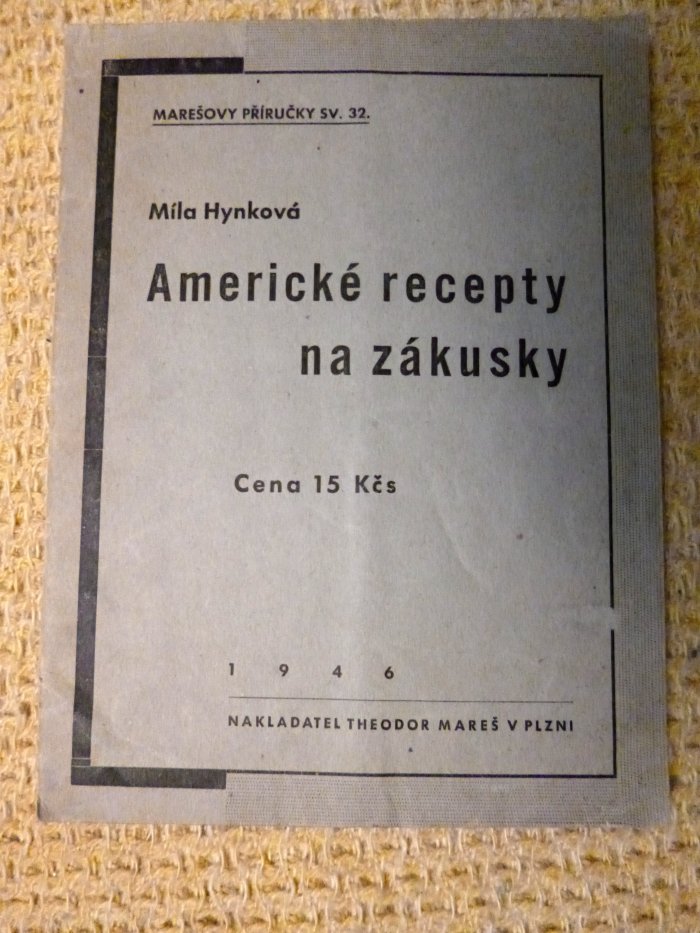 MAREŠOVY PŘÍRUČKY SV. 32.
Míla Hynková
Americké recepty
na zákusky
Cena 15 Kčs
1 9 4 6
NAKLADATEL THEODOR MAREŠ V PLZNI